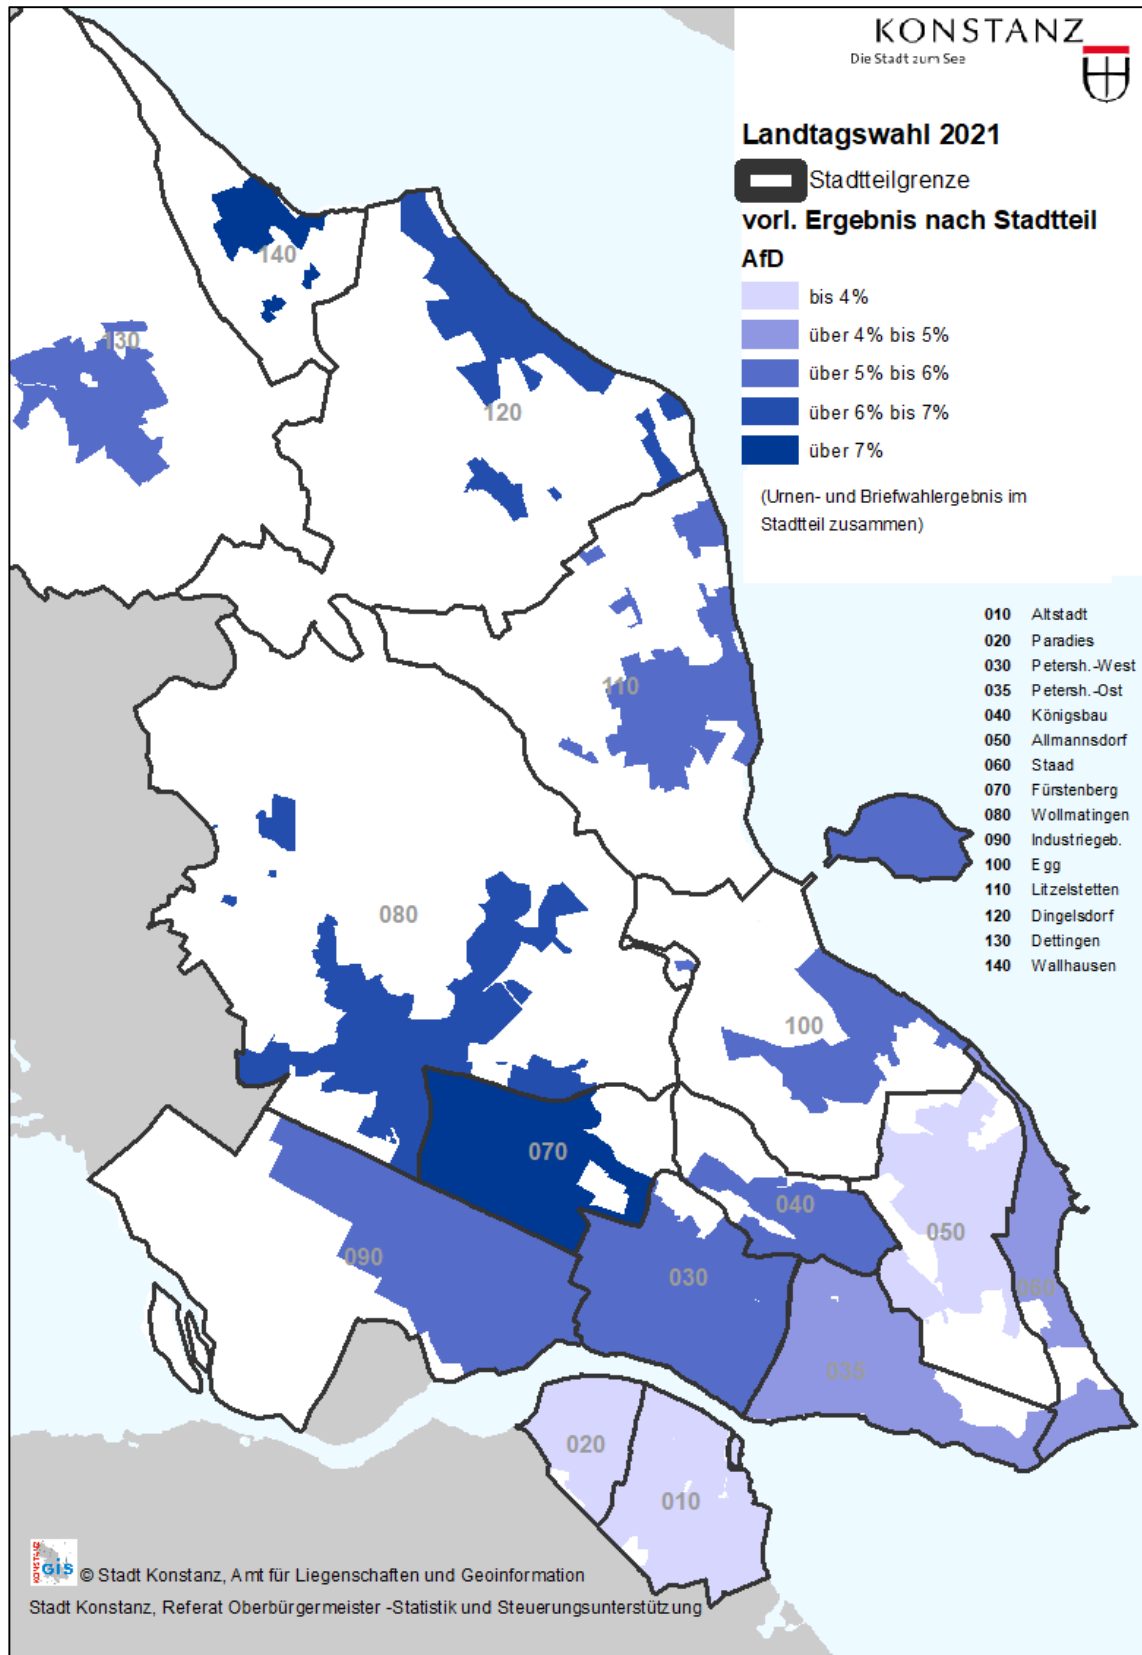 KONSTANZ
Die Stadt zum See
Landtagswahl 2021
Stadtteilgrenze
vorl. Ergebnis nach Stadtteil
AfD
bis 4%
über 4% bis 5%
über 5% bis 6%
über 6% bis 7%
über 7%
(Urnen- und Briefwahlergebnis im
Stadtteil zusammen)
010 Altstadt
020 Paradies
030 Petersh.-West
035 Petersh.-Ost
040 Königsbau
050 Allmannsdorf
060 Staad
070 Fürstenberg
080 Wollmatingen
090 Industriegeb.
100 Egg
110 Litzelstetten
120 Dingelsdorf
130 Dettingen
140 Wallhausen
140
130
120
110
080
100
070
040
050
090
030
060
035
020
010
KONSTANZ
GIS
© Stadt Konstanz, Amt für Liegenschaften und Geoinformation
Stadt Konstanz, Referat Oberbürgermeister -Statistik und Steuerungsunterstützung